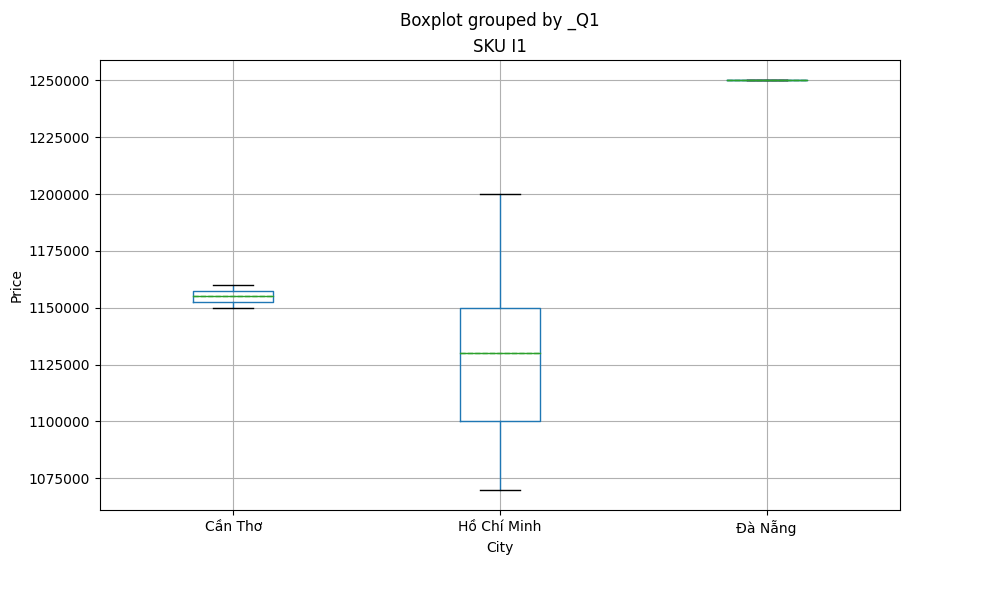 Boxplot grouped by _Q1
SKU I1
1250000
1225000
1200000
1175000
1150000
1125000
1100000
1075000
Price
Cần Thơ
Hồ Chí Minh
Đà Nẵng
City